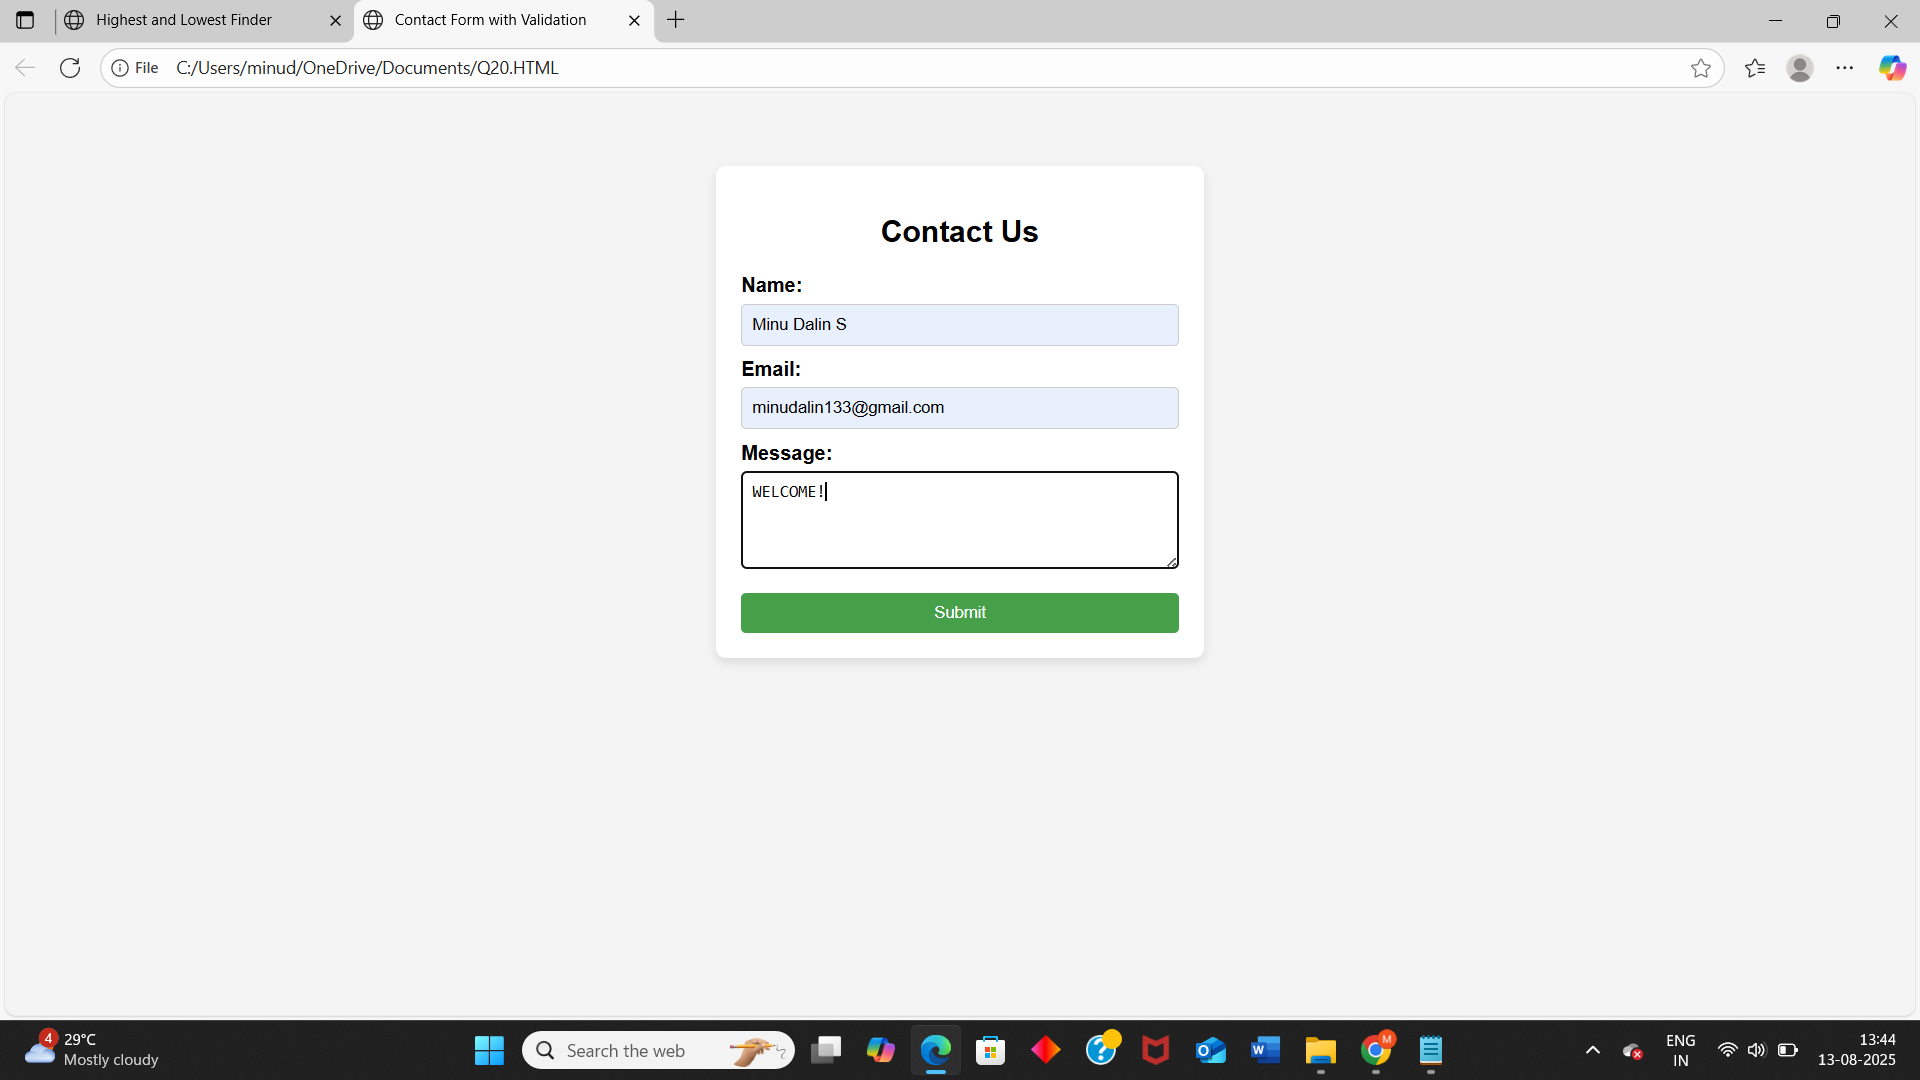 Highest and Lowest Finder
Contact Form with Validation
File C:/Users/minud/OneDrive/Documents/Q20.HTML
Contact Us
Name:
Minu Dalin S
Email:
minudalin133@gmail.com
Message:
WELCOME!
Submit
4
29°C
Mostly cloudy
Search the web
M
ENG
IN
13:44
13-08-2025